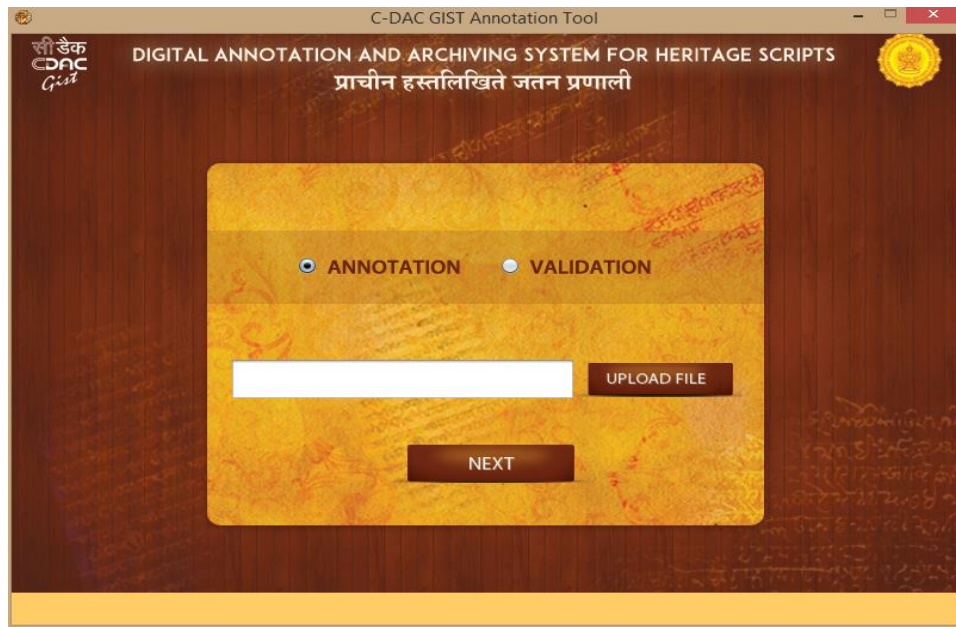 C-DAC GIST Annotation Tool
सी डैक
CDAC
Gist
DIGITAL ANNOTATION AND ARCHIVING SYSTEM FOR HERITAGE SCRIPTS
प्राचीन हस्तलिखिते जतन प्रणाली
ANNOTATION
VALIDATION
UPLOAD FILE
NEXT